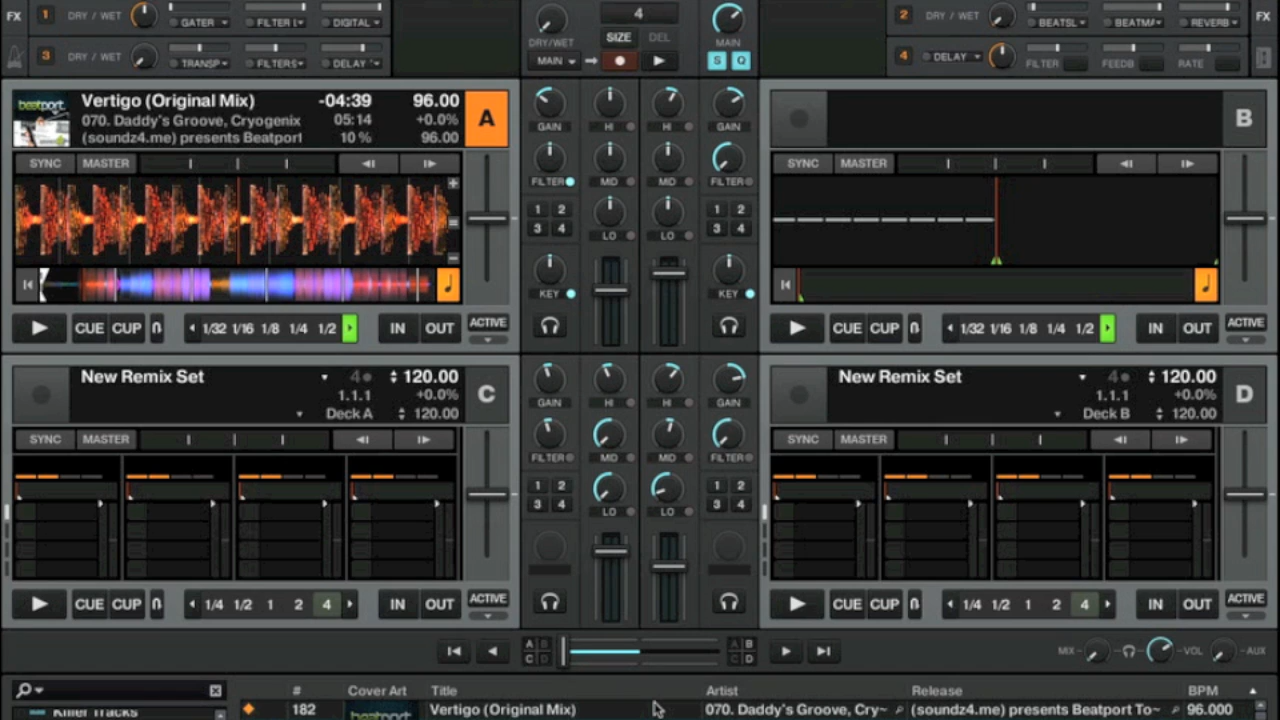 FX 1 DRY / WET GATER FILTER DIGITAL
3 DRY / WET TRANSP FILTERS DELAY
DRY/WET 4 SIZE DEL MAIN
MAIN S Q
2 DRY / WET BEATSL BEATMA REVERB FX
4 DELAY FILTER FEEDB RATE
beatport
Vertigo (Original Mix) -04:39 96.00
070. Daddy's Groove, Cryogenix 05:14 +0.0%
(soundz4.me) presents Beatport 10 % 96.00
A
SYNC MASTER
CUE CUP 1/32 1/16 1/8 1/4 1/2 IN OUT ACTIVE
GAIN HI HI GAIN
FILTER MID MID FILTER
1 2 1 2
3 4 LO LO 3 4
KEY KEY
B
SYNC MASTER
CUE CUP 1/32 1/16 1/8 1/4 1/2 IN OUT ACTIVE
New Remix Set 4 120.00
1.1.1 +0.0%
Deck A 120.00
C
SYNC MASTER
CUE CUP 1/4 1/2 1 2 4 IN OUT ACTIVE
GAIN HI HI GAIN
FILTER MID MID FILTER
1 2 1 2
3 4 LO LO 3 4
New Remix Set 4 120.00
1.1.1 +0.0%
Deck B 120.00
D
SYNC MASTER
CUE CUP 1/4 1/2 1 2 4 IN OUT ACTIVE
A B A B
C D C D
MIX VOL AUX
# Cover Art Title Artist Release BPM
Killer Tracks 182 beatport Vertigo (Original Mix) 070. Daddy's Groove, Cry~ (soundz4.me) presents Beatport To~ 96.000